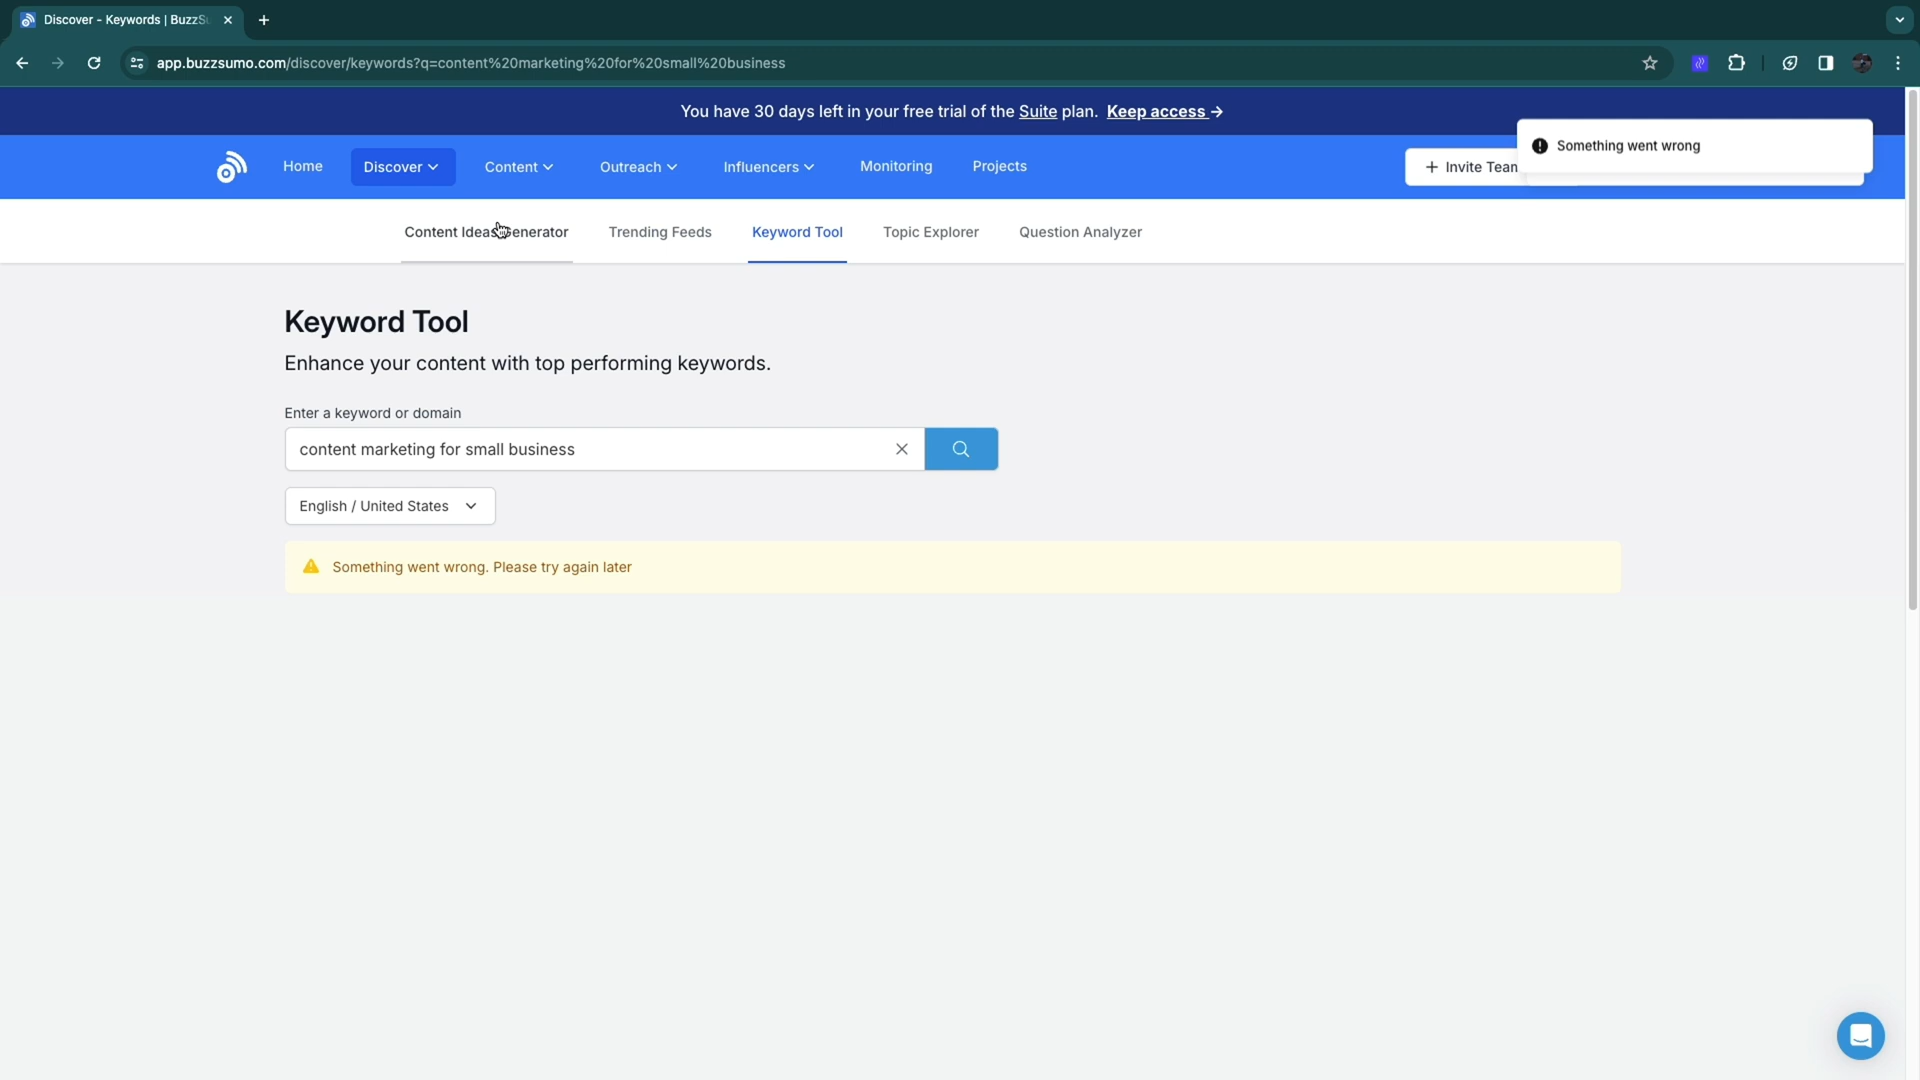 Discover - Keywords | BuzzSu
app.buzzsumo.com/discover/keywords?q=content%20marketing%20for%20small%20business
You have 30 days left in your free trial of the Suite plan. Keep access →
Something went wrong
Home Discover Content Outreach Influencers Monitoring Projects + Invite Team
Content Ideas Generator Trending Feeds Keyword Tool Topic Explorer Question Analyzer
Keyword Tool
Enhance your content with top performing keywords.
Enter a keyword or domain
content marketing for small business
English / United States
Something went wrong. Please try again later